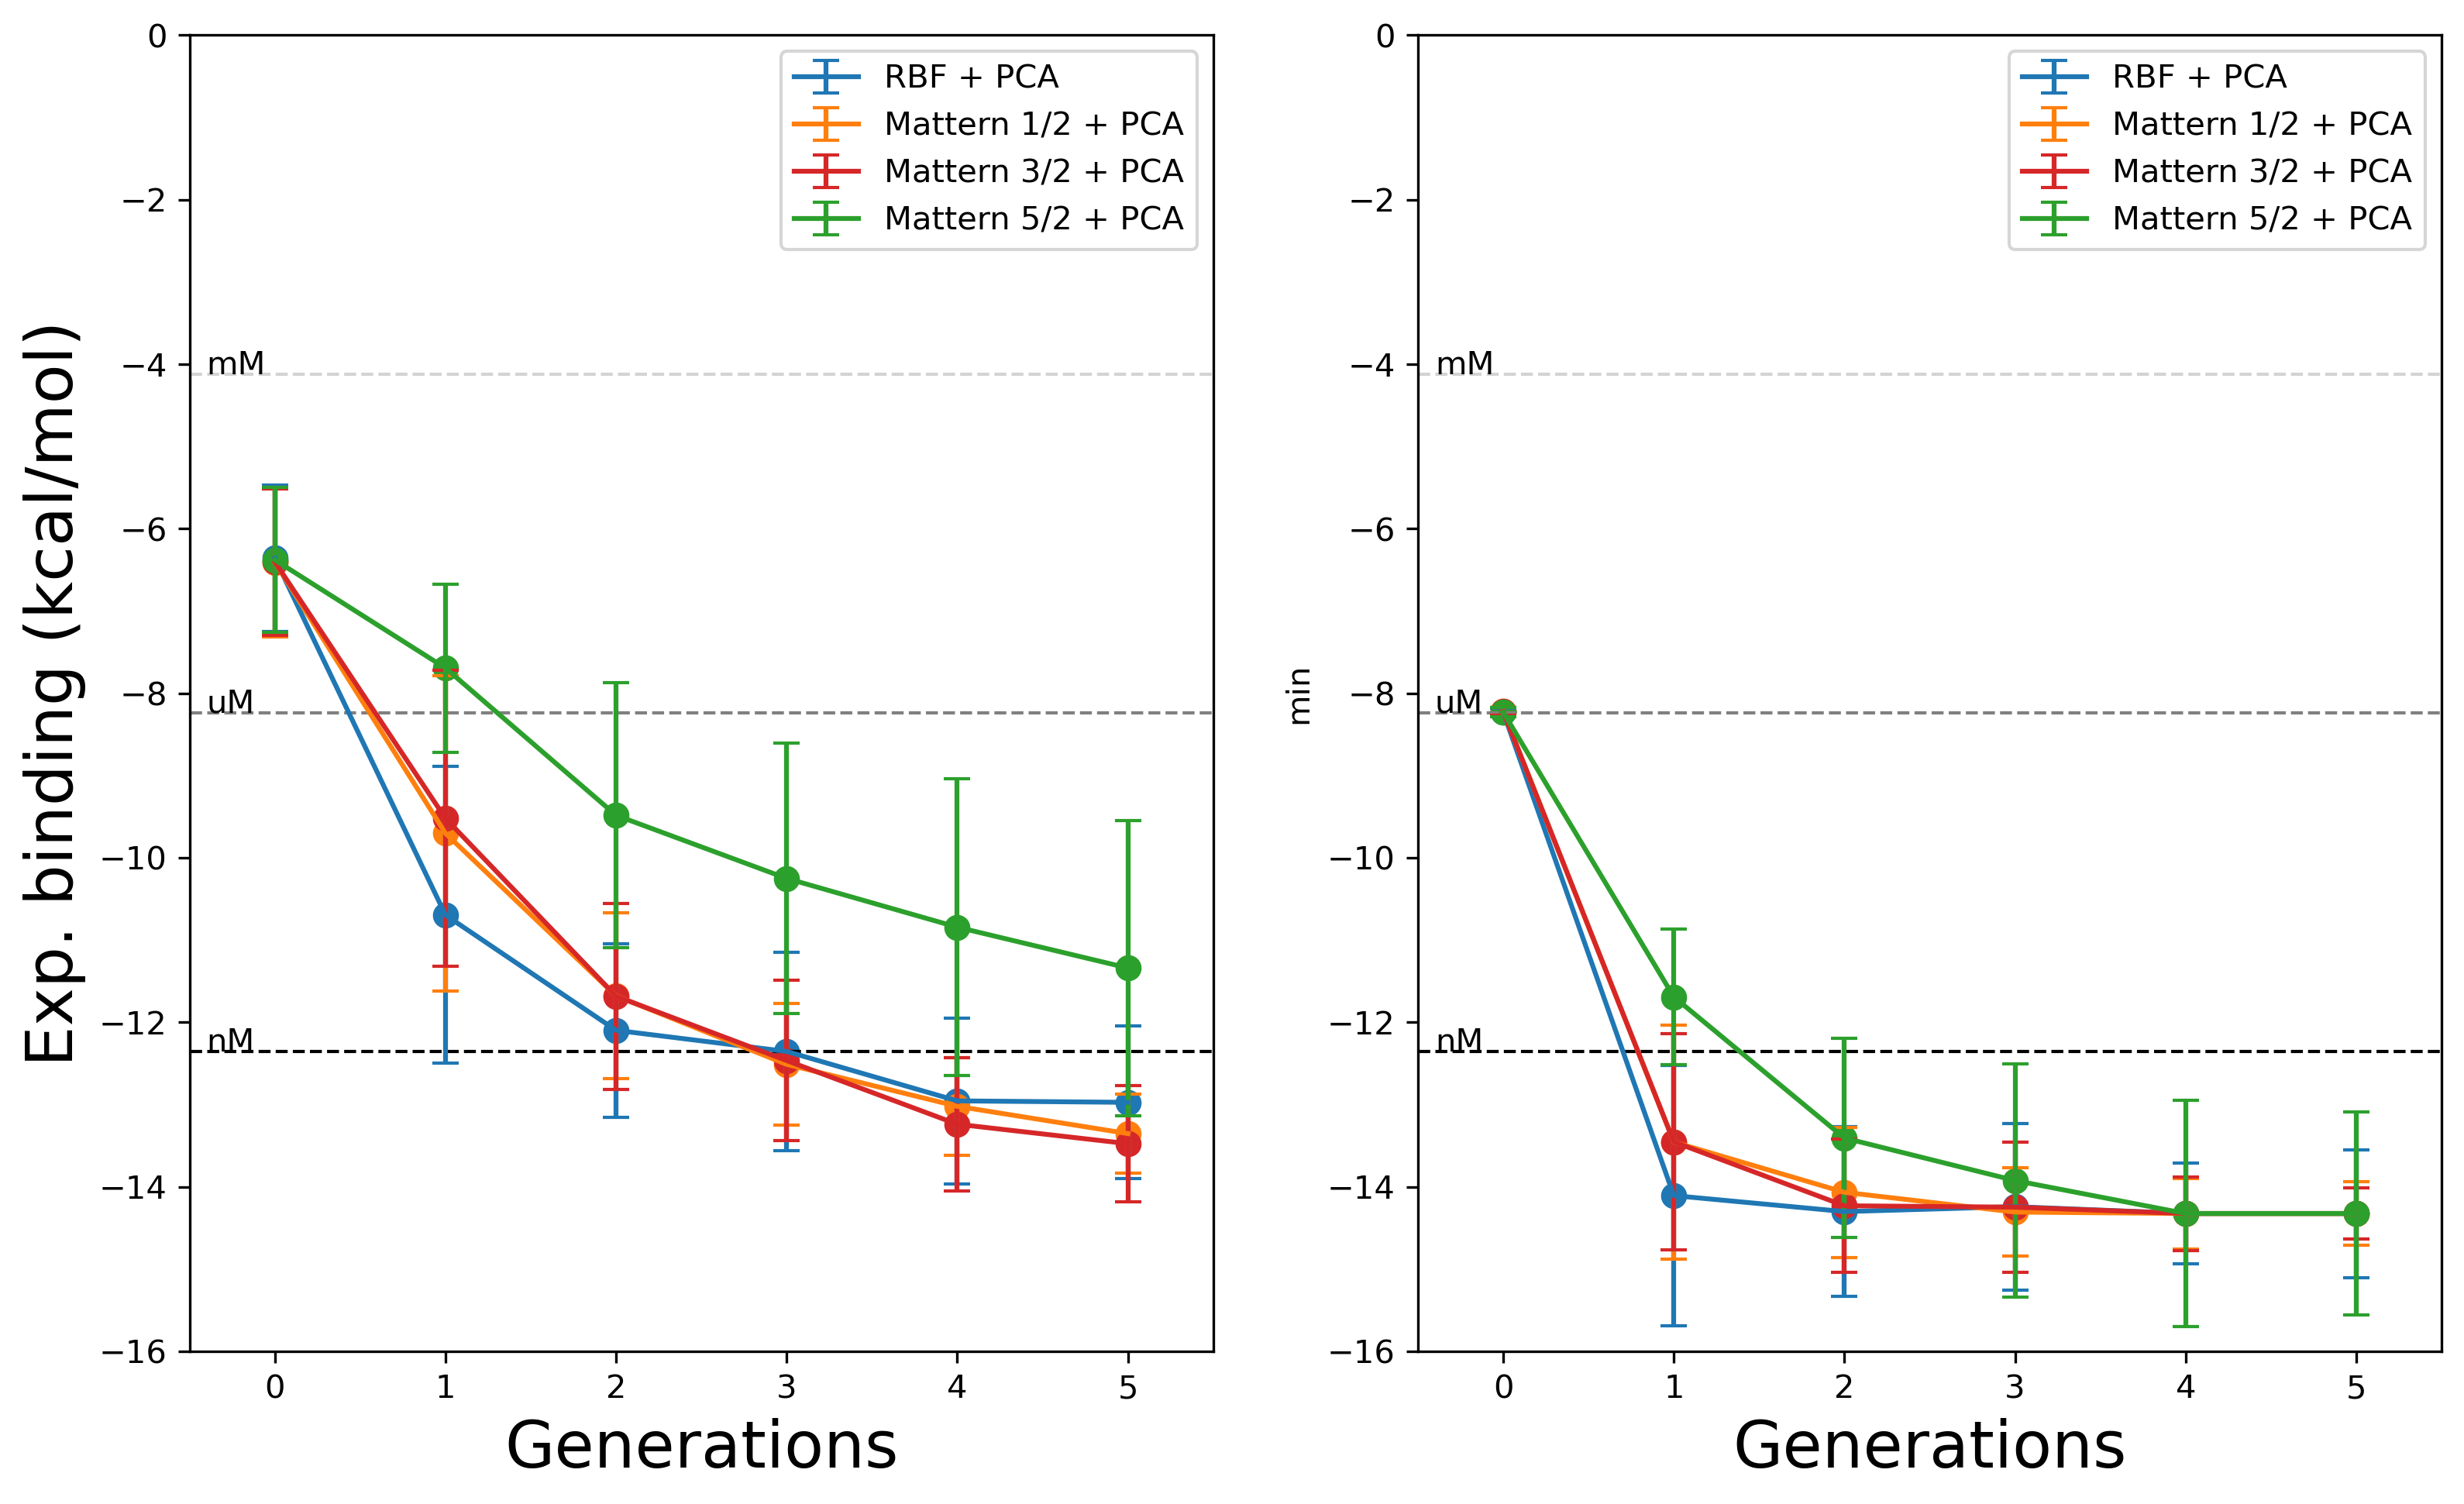 Exp. binding (kcal/mol)
0
−2
−4
−6
−8
−10
−12
−14
−16
mM
uM
nM
RBF + PCA
Mattern 1/2 + PCA
Mattern 3/2 + PCA
Mattern 5/2 + PCA
0 1 2 3 4 5
Generations
min
0
−2
−4
−6
−8
−10
−12
−14
−16
mM
uM
nM
RBF + PCA
Mattern 1/2 + PCA
Mattern 3/2 + PCA
Mattern 5/2 + PCA
0 1 2 3 4 5
Generations